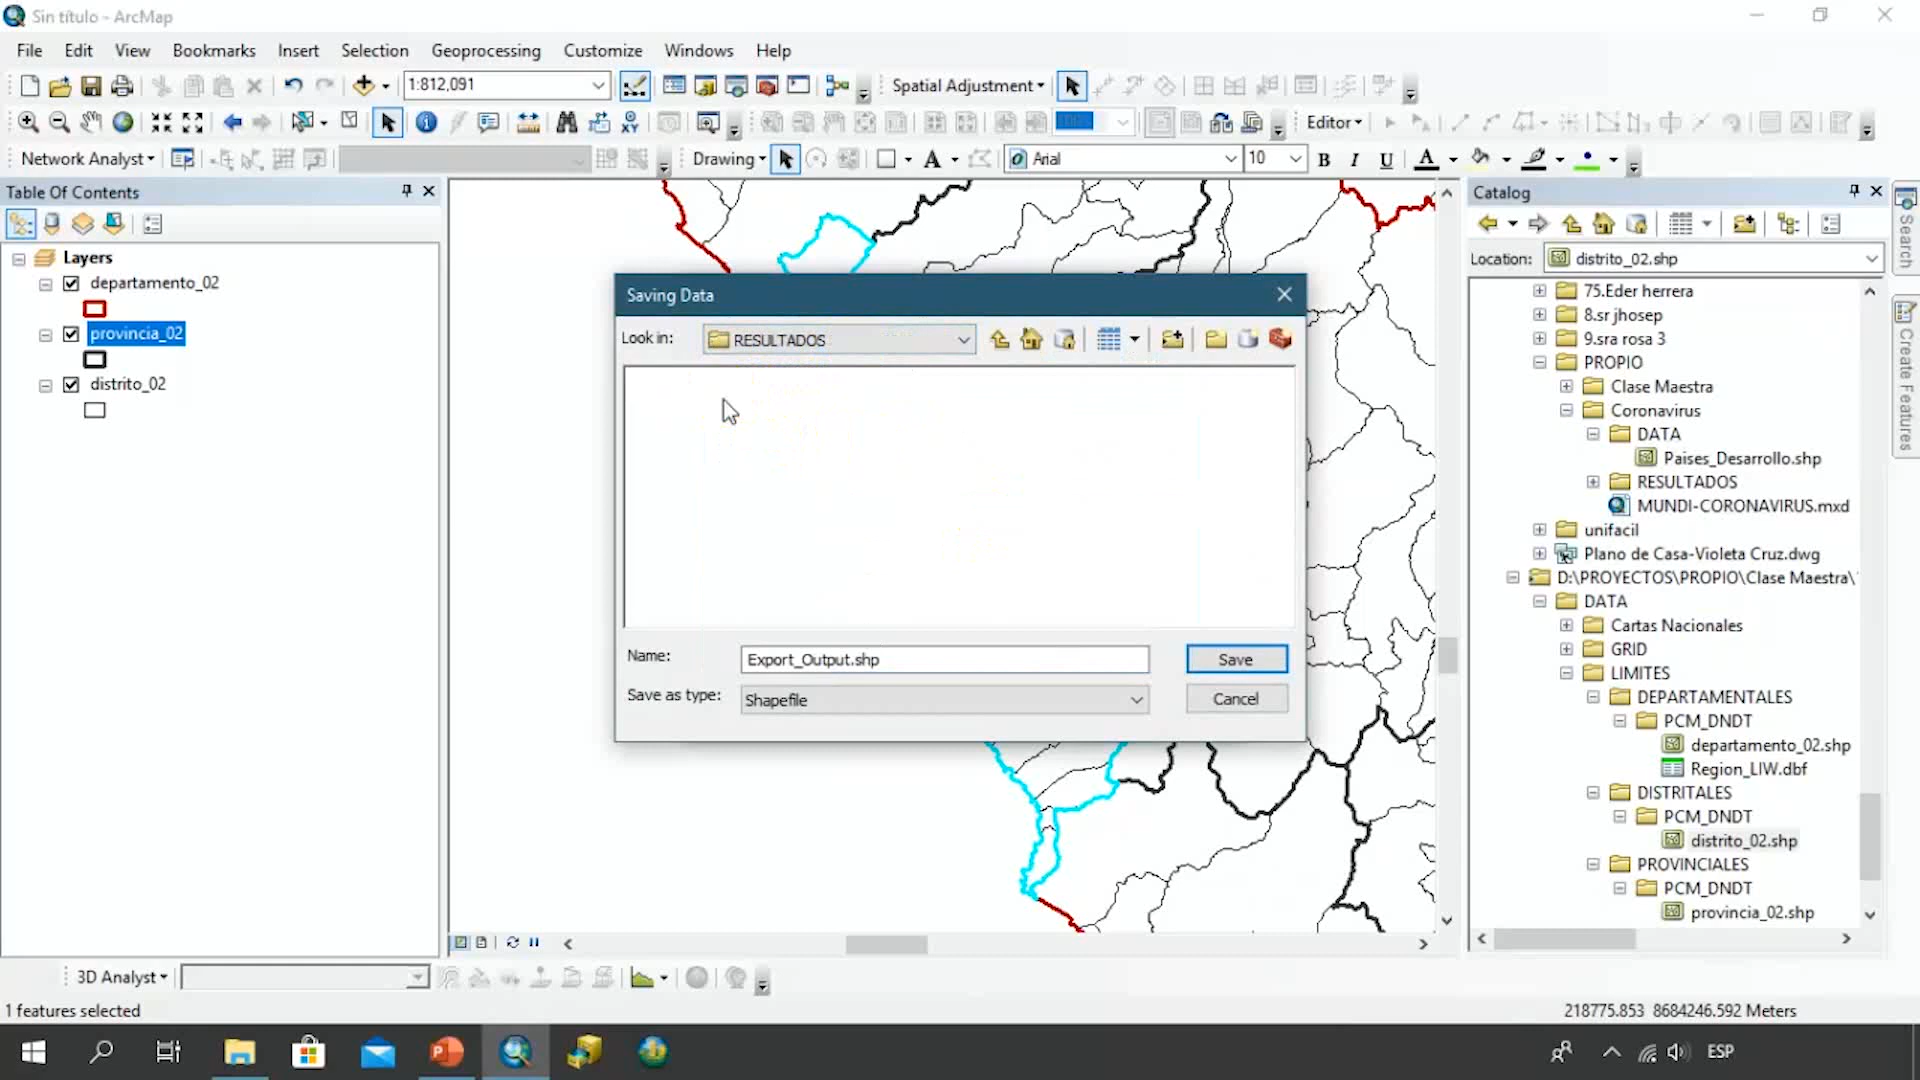 Sin título - ArcMap
File Edit View Bookmarks Insert Selection Geoprocessing Customize Windows Help
1:812,091
Spatial Adjustment
Editor
Network Analyst
Drawing
A
Arial
10
B I U A
Table Of Contents
Layers
departamento_02
provincia_02
distrito_02
Saving Data
Look in:
RESULTADOS
Name:
Export_Output.shp
Save
Save as type:
Shapefile
Cancel
Catalog
Location:
distrito_02.shp
75.Eder herrera
8.sr jhosep
9.sra rosa 3
PROPIO
Clase Maestra
Coronavirus
DATA
Paises_Desarrollo.shp
RESULTADOS
MUNDI-CORONAVIRUS.mxd
unifacil
Plano de Casa-Violeta Cruz.dwg
D:\PROYECTOS\PROPIO\Clase Maestra\
DATA
Cartas Nacionales
GRID
LIMITES
DEPARTAMENTALES
PCM_DNDT
departamento_02.shp
Region_LIW.dbf
DISTRITALES
PCM_DNDT
distrito_02.shp
PROVINCIALES
PCM_DNDT
provincia_02.shp
Search
Create Features
3D Analyst
1 features selected
218775.853 8684246.592 Meters
ESP